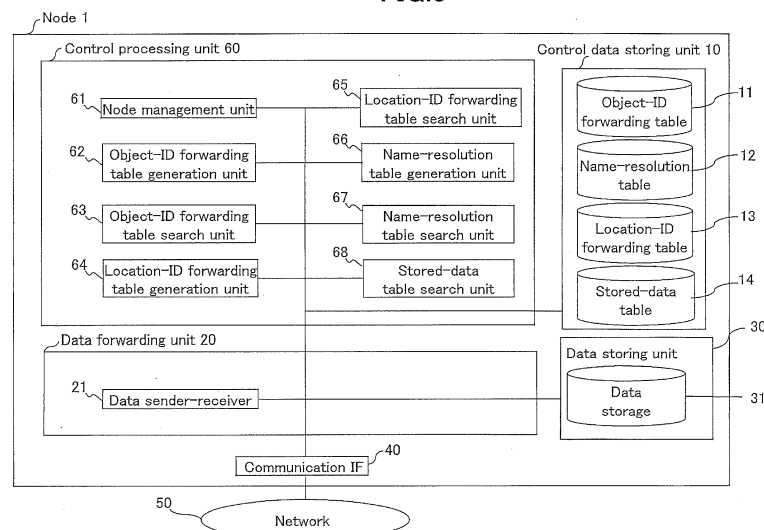 Node 1
Control processing unit 60
Control data storing unit 10
61
Node management unit
65
Location-ID forwarding
table search unit
62
Object-ID forwarding
table generation unit
66
Name-resolution
table generation unit
63
Object-ID forwarding
table search unit
67
Name-resolution
table search unit
64
Location-ID forwarding
table generation unit
68
Stored-data
table search unit
Object-ID
forwarding table
11
Name-resolution
table
12
Location-ID
forwarding table
13
Stored-data
table
14
Data forwarding unit 20
21
Data sender-receiver
30
Data storing unit
Data
storage
31
40
Communication IF
50
Network